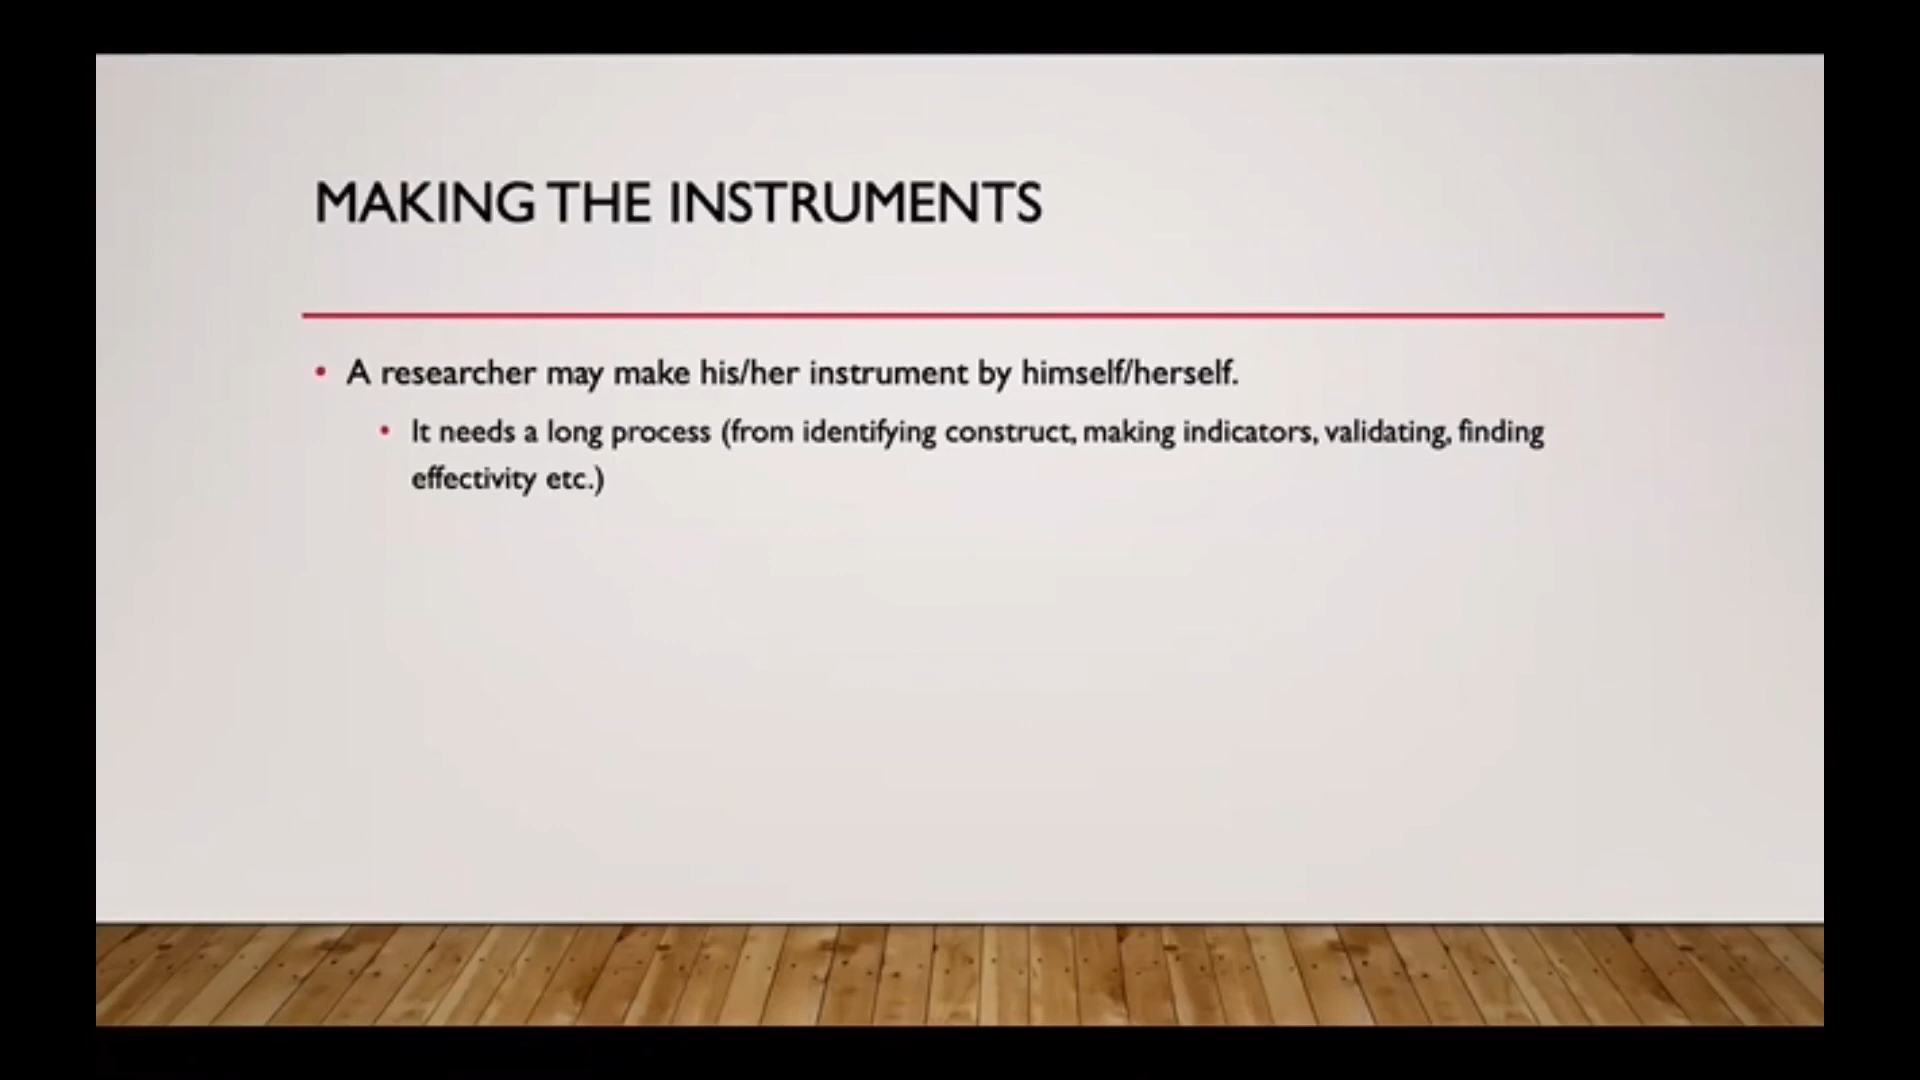 MAKING THE INSTRUMENTS
• A researcher may make his/her instrument by himself/herself.
• It needs a long process (from identifying construct, making indicators, validating, finding
effectivity etc.)